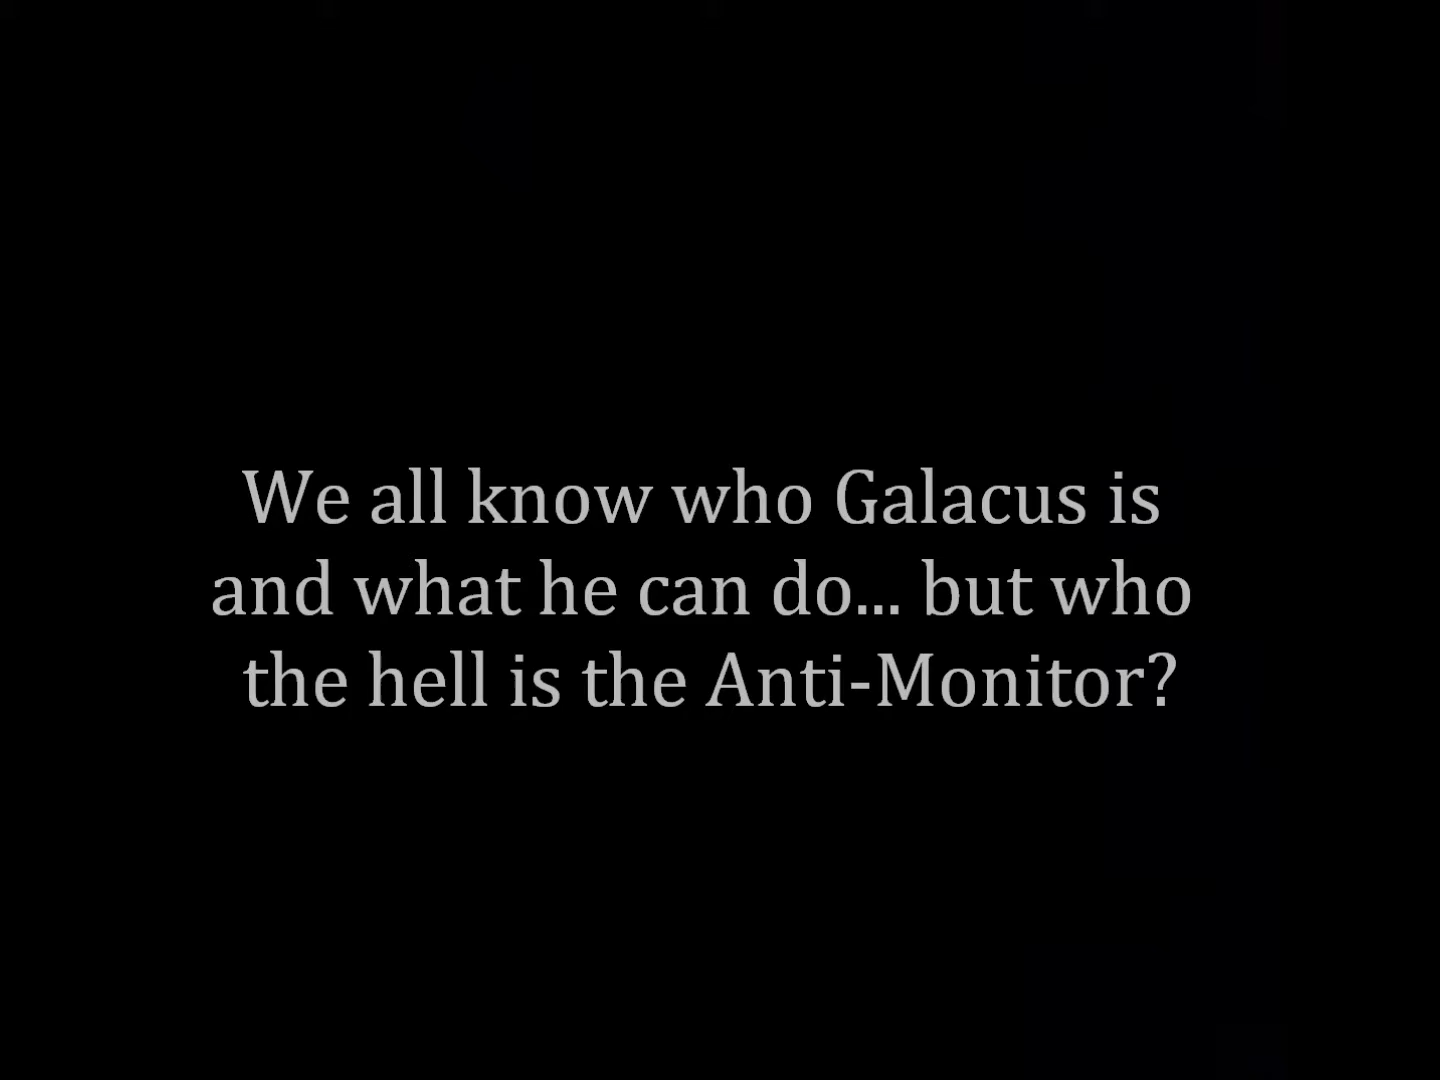 We all know who Galacus is
and what he can do... but who
the hell is the Anti-Monitor?